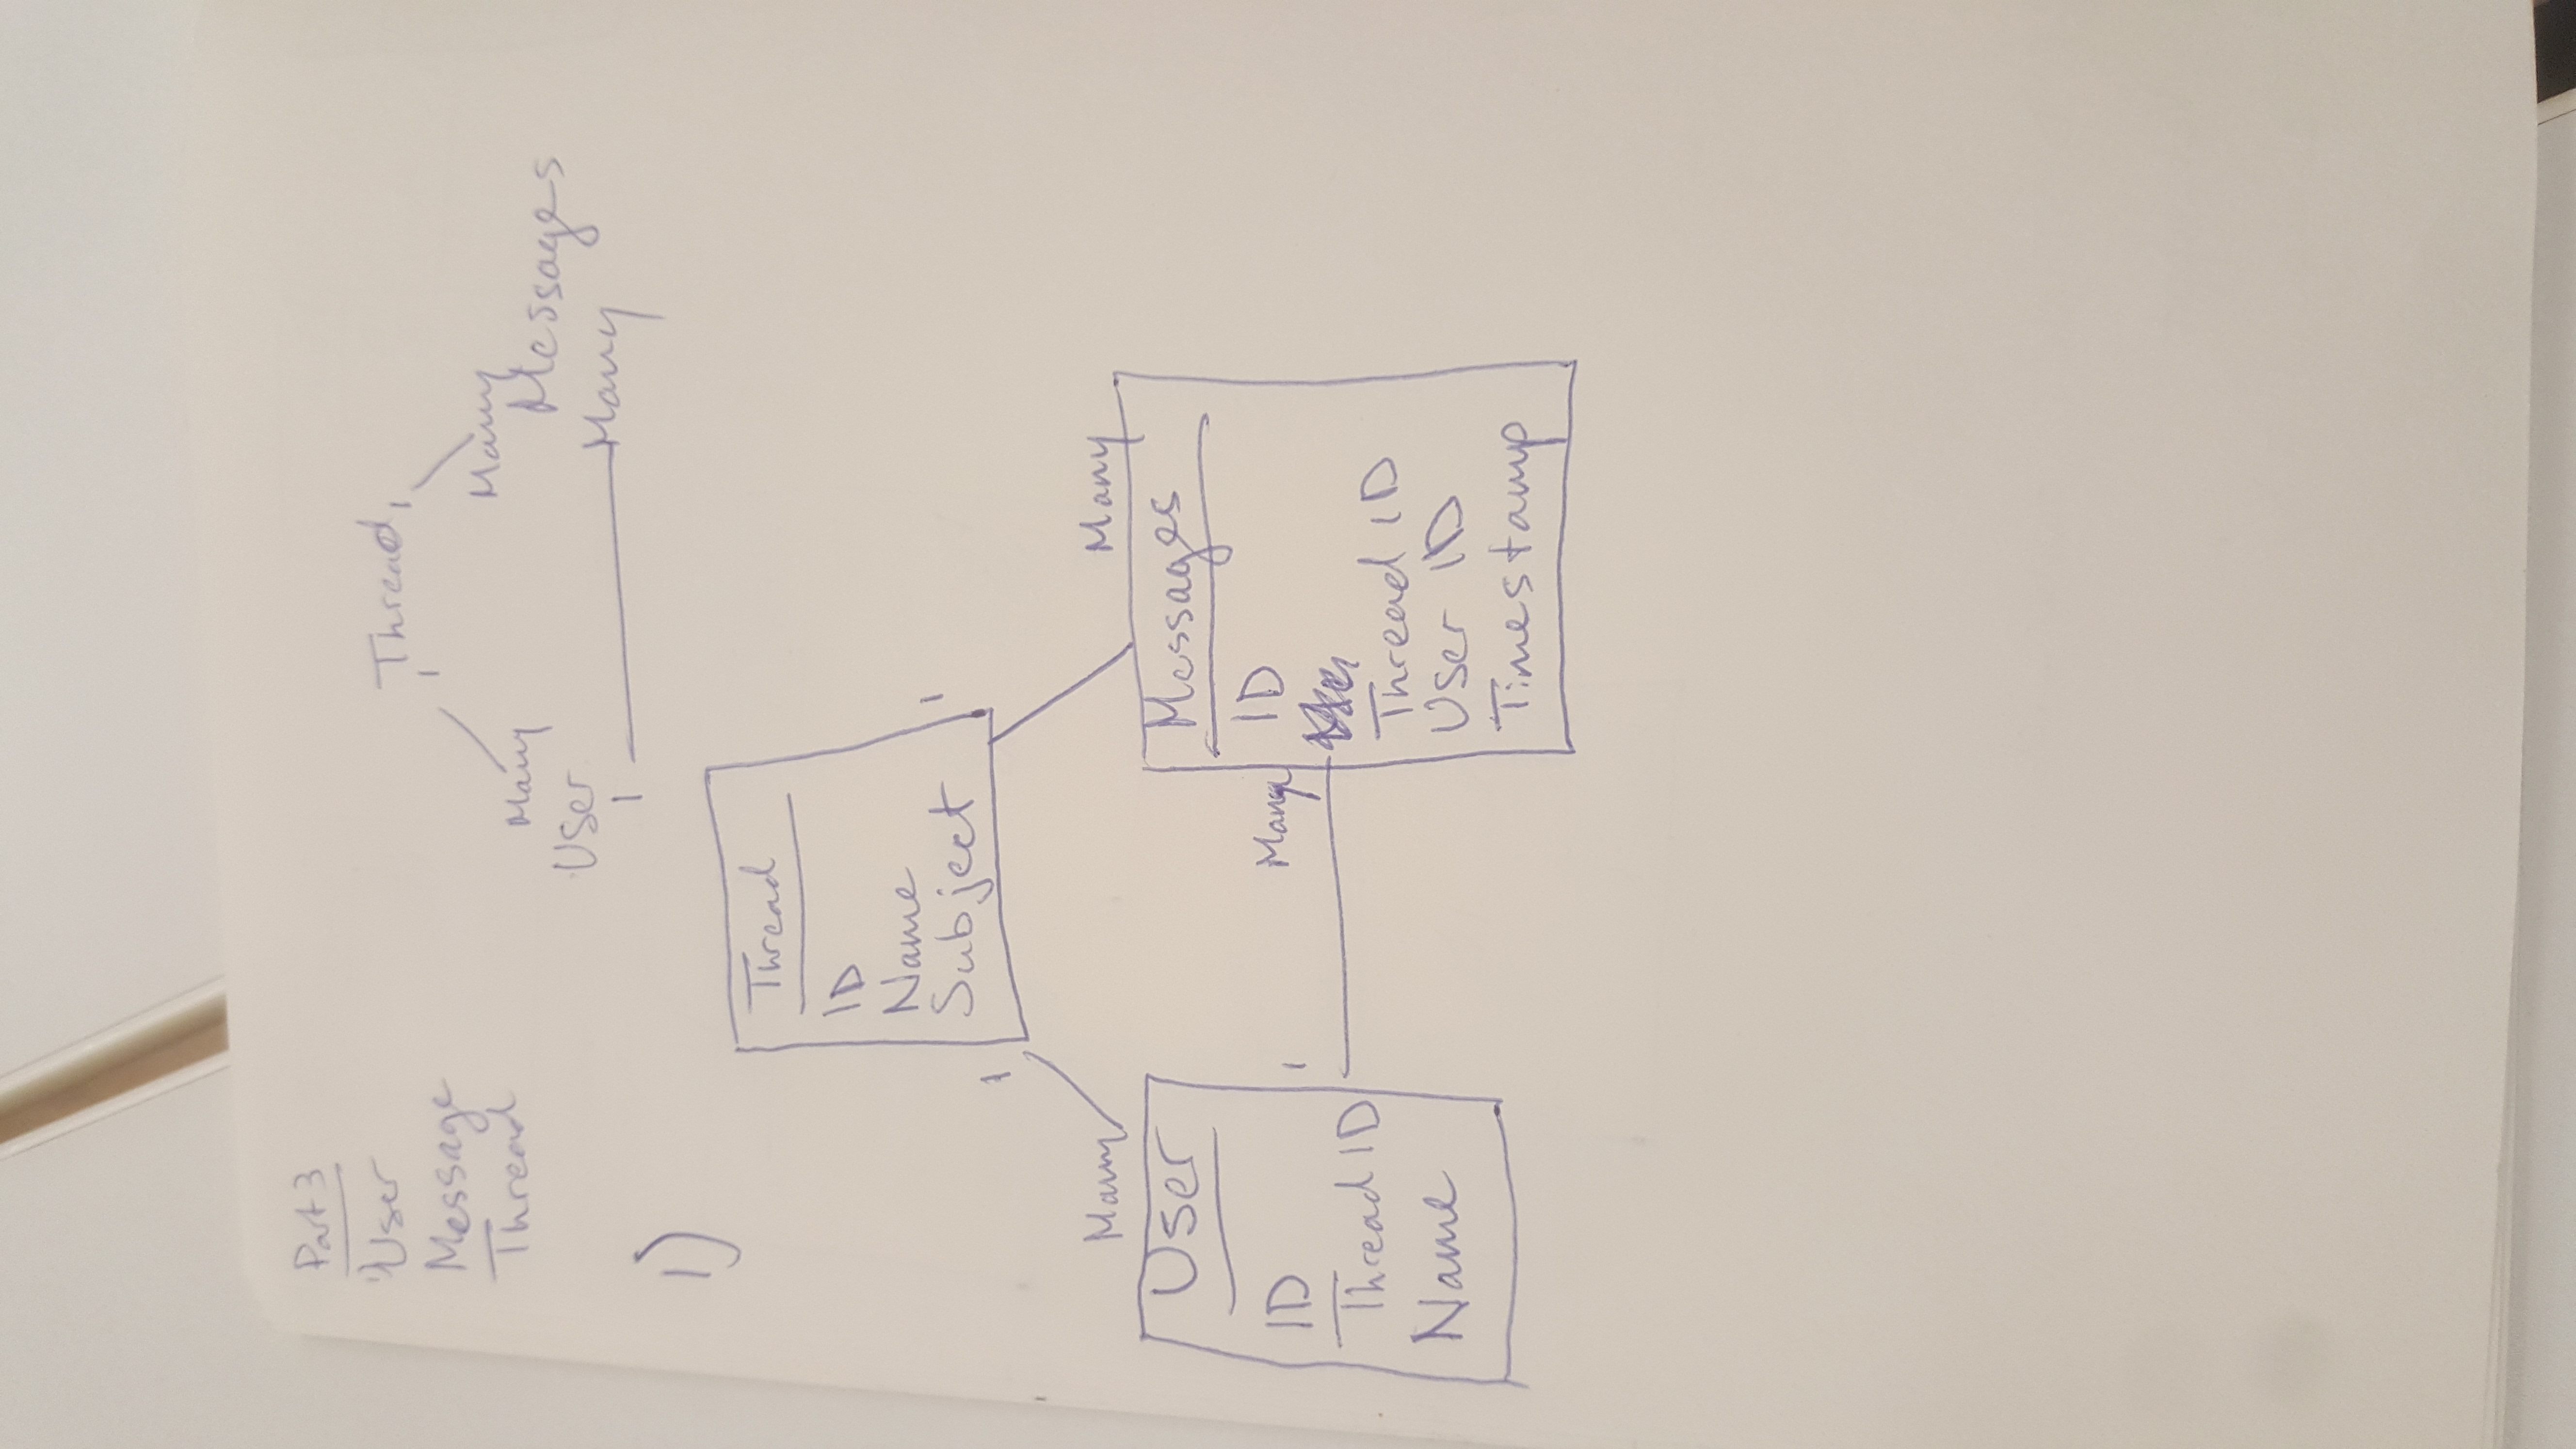 Part 3
1) User
Message
Thread
Thread
1
1
Many
Many
User
Messages
1
Many
1)
Thread
ID
Name
Subject
1
1
Many
Many
User
ID
Thread ID
Name
1
Many
Messages
ID
Thread ID
User ID
Timestamp